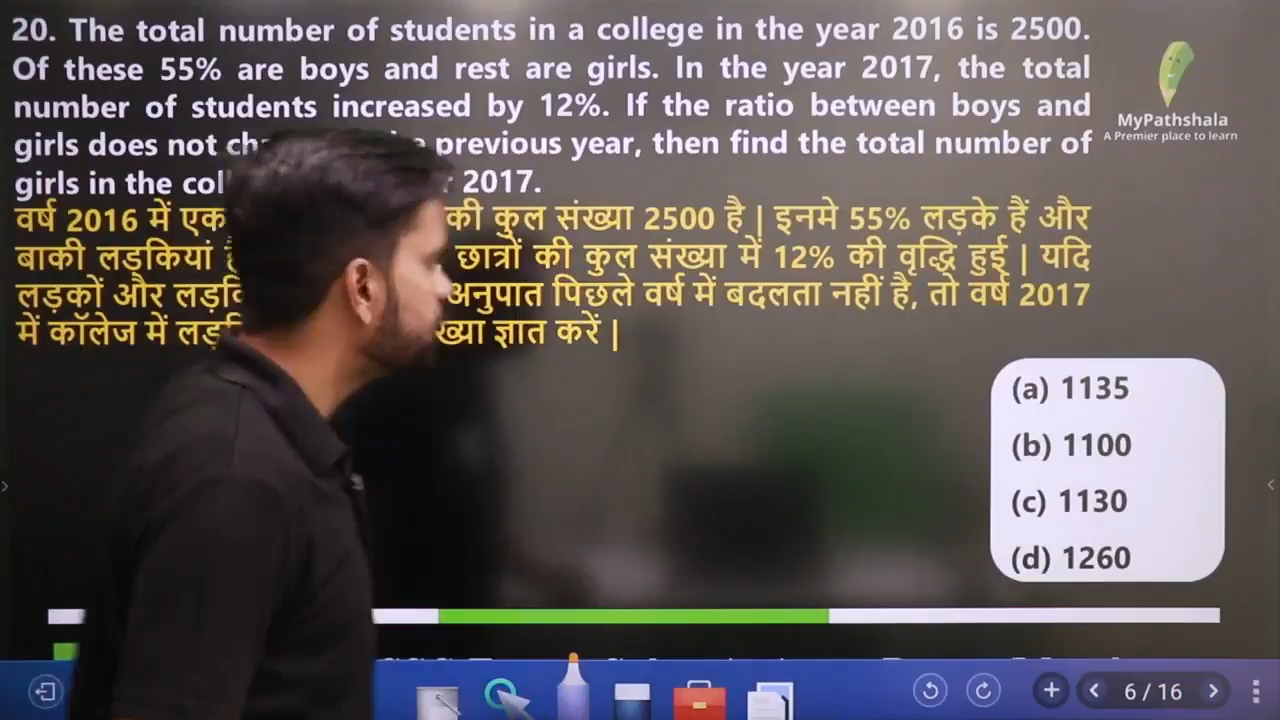 20. The total number of students in a college in the year 2016 is 2500.
Of these 55% are boys and rest are girls. In the year 2017, the total
number of students increased by 12%. If the ratio between boys and
girls does not previous year, then find the total number of
girls in the 2017.
वर्ष 2016 में एक की कुल संख्या 2500 है | इनमे 55% लड़के हैं और
बाकी लड़कियां छात्रों की कुल संख्या में 12% की वृद्धि हुई | यदि
लड़कों और अनुपात पिछले वर्ष में बदलता नहीं है, तो वर्ष 2017
में कॉलेज में ज्ञात करें |
MyPathshala
A Premier place to learn
(a) 1135
(b) 1100
(c) 1130
(d) 1260
6 / 16